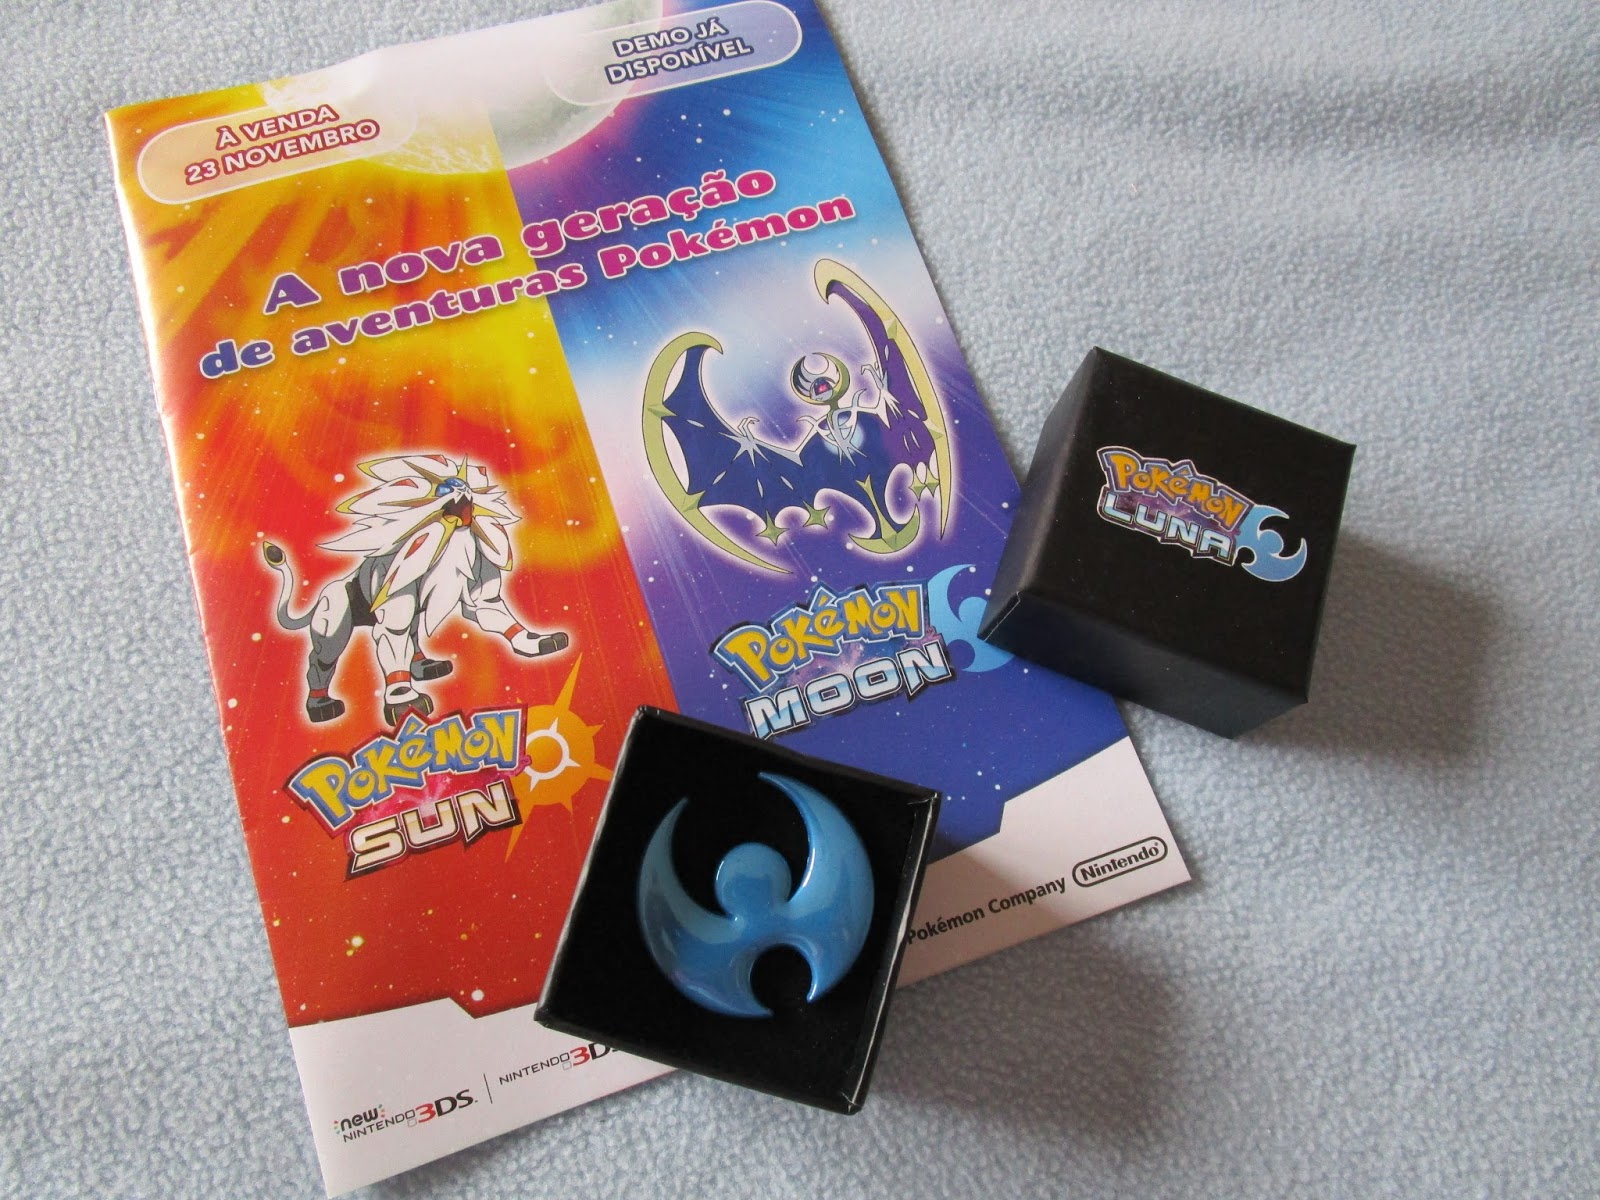 À VENDA
23 NOVEMBRO
DEMO JÁ
DISPONÍVEL
A nova geração
de aventuras Pokémon
POKéMON
SUN
POKéMON
MOON
POKéMON
LUNA
Pokémon Company
Nintendo
new
NINTENDO 3DS
NINTENDO 3DS